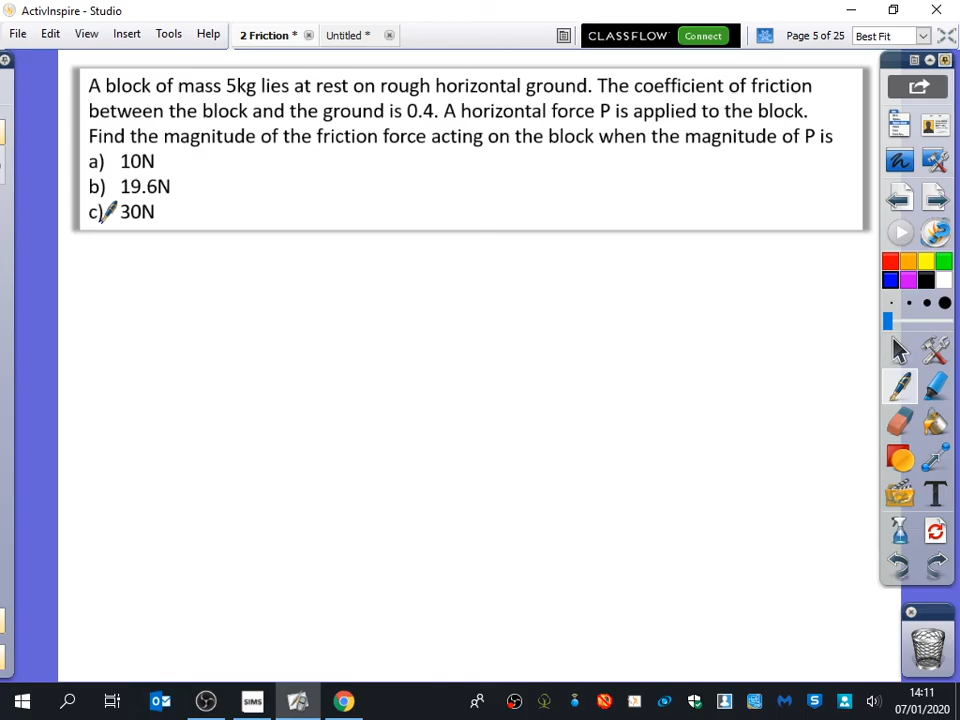 ActivInspire - Studio
File Edit View Insert Tools Help
2 Friction *
Untitled *
CLASSFLOW
Connect
Page 5 of 25
Best Fit
A block of mass 5kg lies at rest on rough horizontal ground. The coefficient of friction
between the block and the ground is 0.4. A horizontal force P is applied to the block.
Find the magnitude of the friction force acting on the block when the magnitude of P is
a) 10N
b) 19.6N
c) 30N
T
SIMS
14:11
07/01/2020